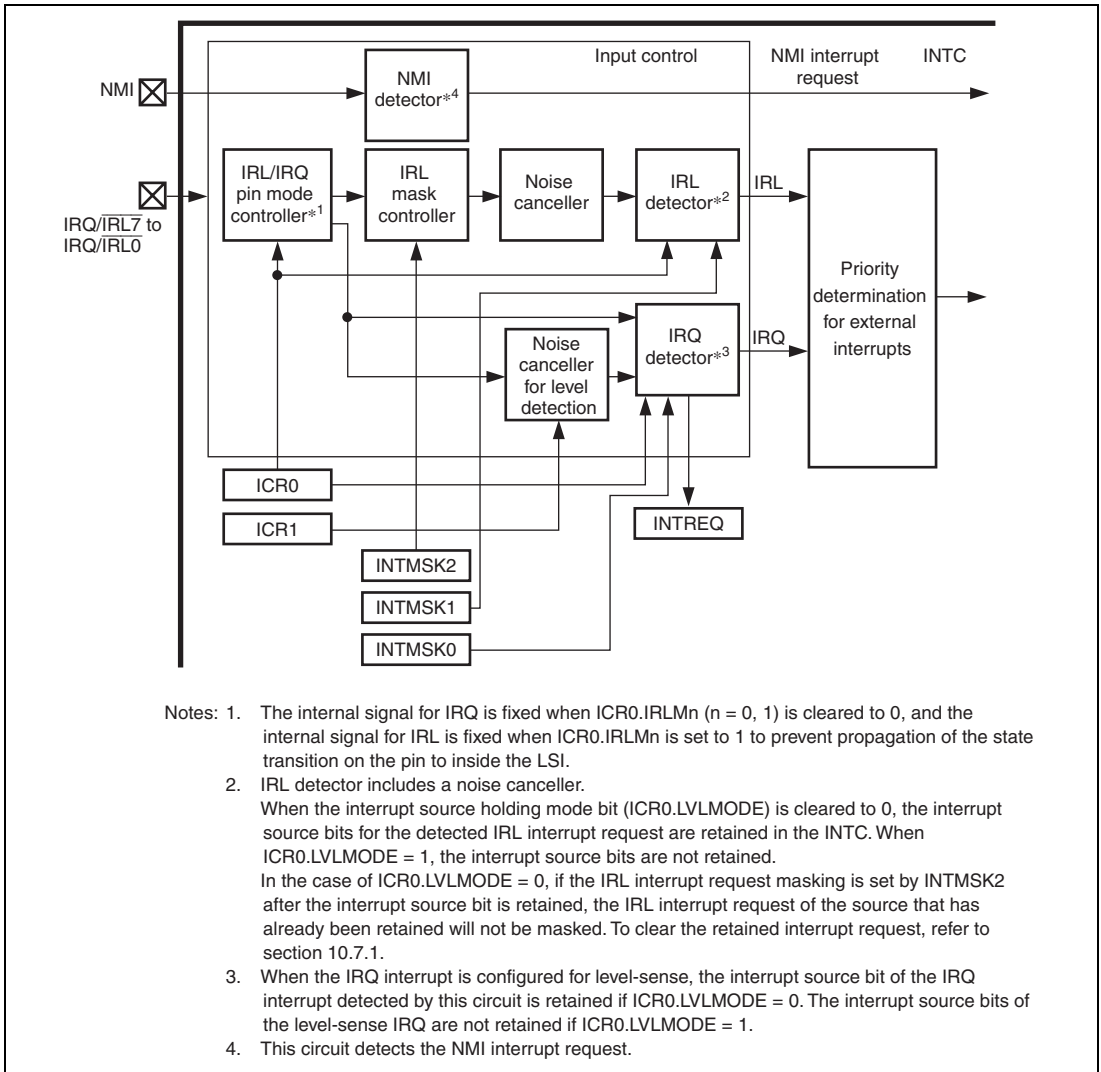 Input control
NMI interrupt
request
INTC
NMI
NMI
detector*4
IRQ/IRL7 to
IRQ/IRL0
IRL/IRQ
pin mode
controller*1
IRL
mask
controller
Noise
canceller
IRL
detector*2
IRL
Priority
determination
for external
interrupts
Noise
canceller
for level
detection
IRQ
detector*3
IRQ
ICR0
ICR1
INTREQ
INTMSK2
INTMSK1
INTMSK0
Notes: 1. The internal signal for IRQ is fixed when ICR0.IRLMn (n = 0, 1) is cleared to 0, and the
internal signal for IRL is fixed when ICR0.IRLMn is set to 1 to prevent propagation of the state
transition on the pin to inside the LSI.
2. IRL detector includes a noise canceller.
When the interrupt source holding mode bit (ICR0.LVLMODE) is cleared to 0, the interrupt
source bits for the detected IRL interrupt request are retained in the INTC. When
ICR0.LVLMODE = 1, the interrupt source bits are not retained.
In the case of ICR0.LVLMODE = 0, if the IRL interrupt request masking is set by INTMSK2
after the interrupt source bit is retained, the IRL interrupt request of the source that has
already been retained will not be masked. To clear the retained interrupt request, refer to
section 10.7.1.
3. When the IRQ interrupt is configured for level-sense, the interrupt source bit of the IRQ
interrupt detected by this circuit is retained if ICR0.LVLMODE = 0. The interrupt source bits of
the level-sense IRQ are not retained if ICR0.LVLMODE = 1.
4. This circuit detects the NMI interrupt request.